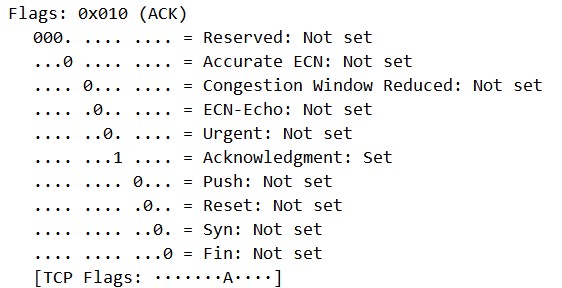 Flags: 0x010 (ACK)
000. .... .... = Reserved: Not set
...0 .... .... = Accurate ECN: Not set
.... 0... .... = Congestion Window Reduced: Not set
.... .0.. .... = ECN-Echo: Not set
.... ..0. .... = Urgent: Not set
.... ...1 .... = Acknowledgment: Set
.... .... 0... = Push: Not set
.... .... .0.. = Reset: Not set
.... .... ..0. = Syn: Not set
.... .... ...0 = Fin: Not set
[TCP Flags: ·······A····]